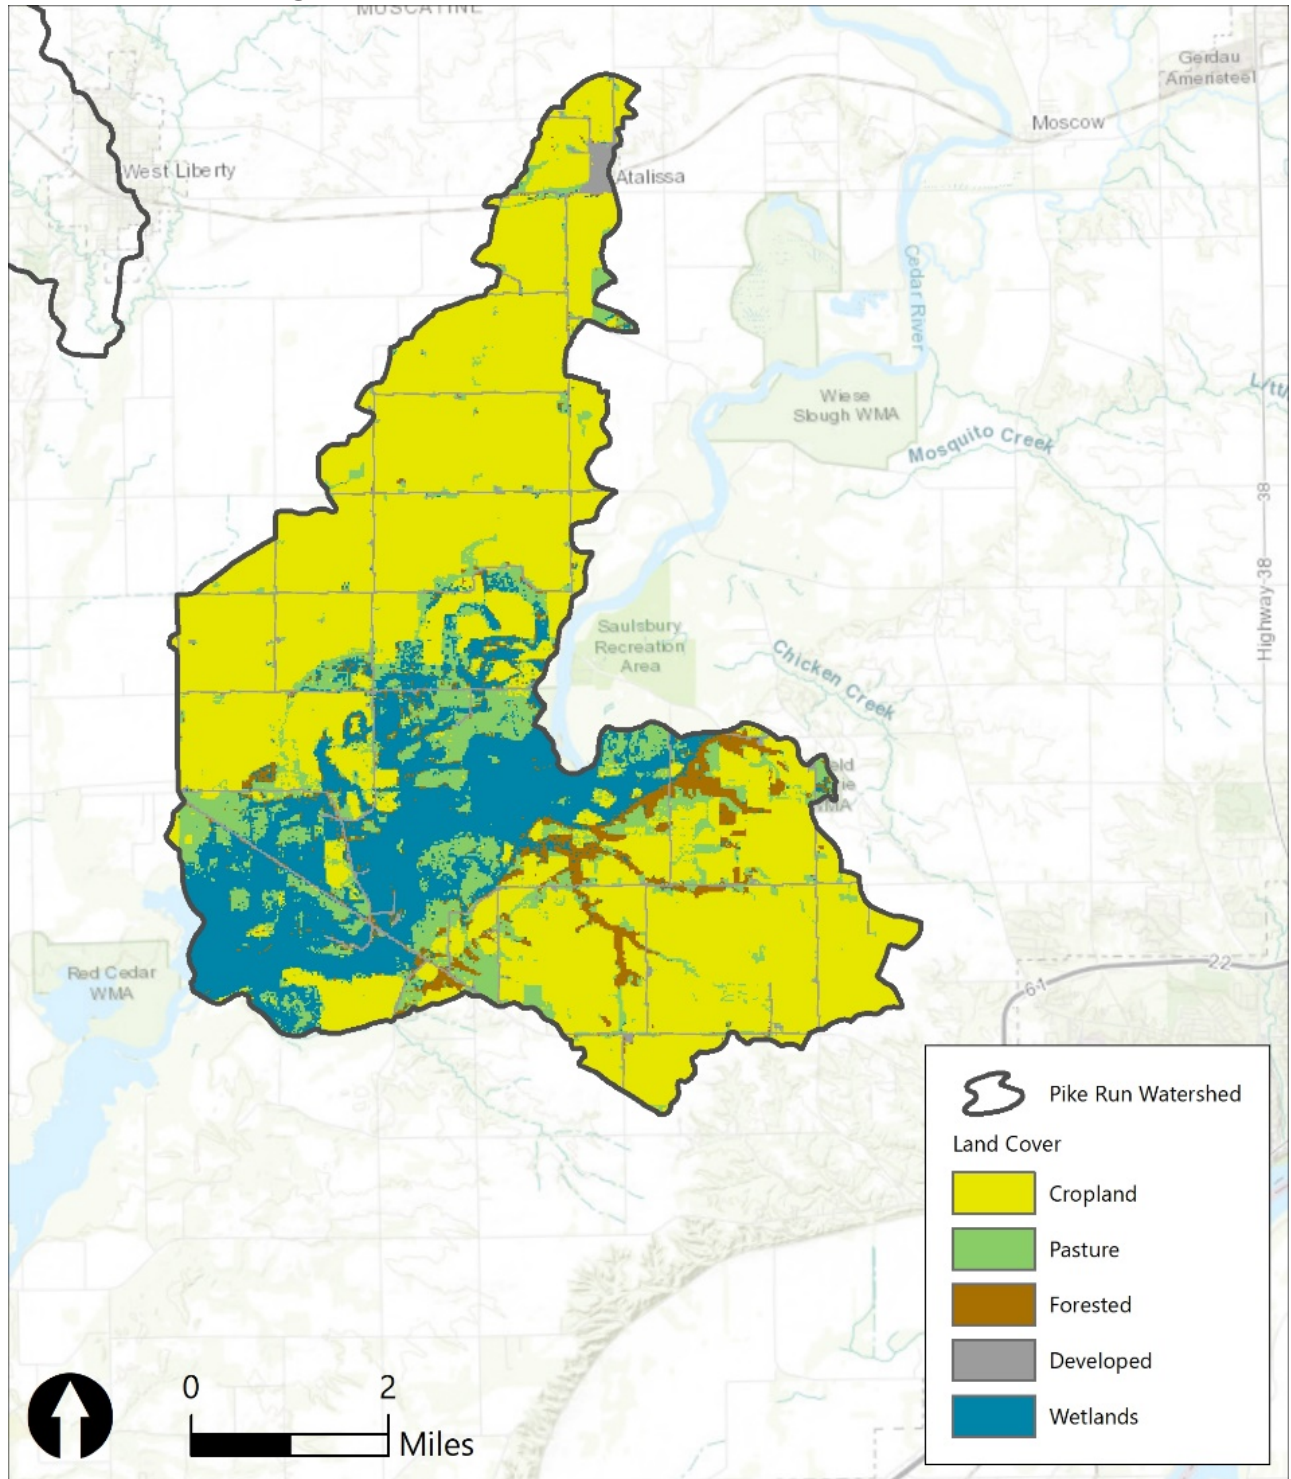 MUSCATINE
Gerdau
Ameristeel
Moscow
West Liberty
Atalissa
Cedar River
Wiese
Slough WMA
Mosquito Creek
38
Highway 38
Saulsbury
Recreation
Area
Chicken Creek
WMA
Red Cedar
WMA
22
61
Pike Run Watershed
Land Cover
Cropland
Pasture
Forested
Developed
Wetlands
0 2
Miles